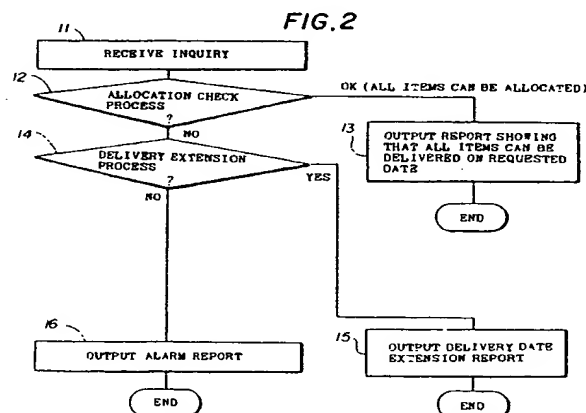 FIG.2
11
RECEIVE INQUIRY
12
ALLOCATION CHECK
PROCESS
?
OK (ALL ITEMS CAN BE ALLOCATED)
NO
13
OUTPUT REPORT SHOWING
THAT ALL ITEMS CAN BE
DELIVERED ON REQUESTED
DATE
END
14
DELIVERY EXTENSION
PROCESS
?
YES
NO
16
OUTPUT ALARM REPORT
END
15
OUTPUT DELIVERY DATE
EXTENSION REPORT
END